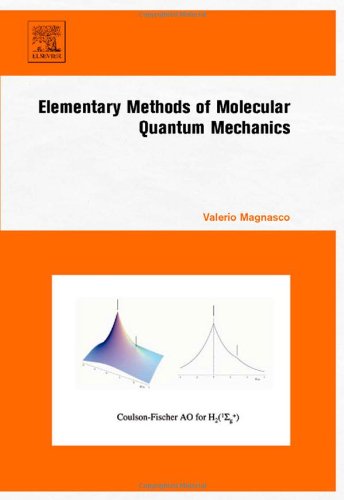 ELSEVIER
Elementary Methods of Molecular
Quantum Mechanics
Valerio Magnasco
Coulson-Fischer AO for H₂(¹Σg⁺)